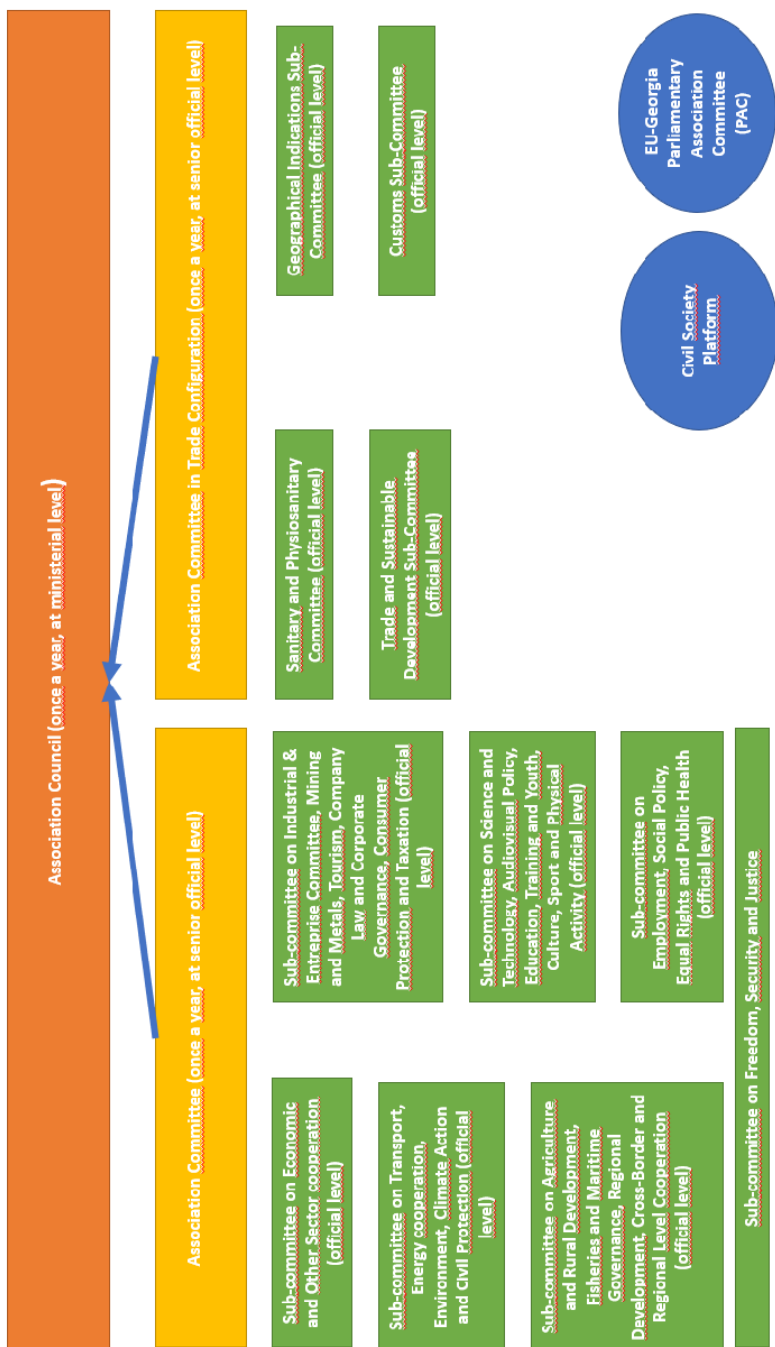 Association Council (once a year, at ministerial level)
Association Committee (once a year, at senior official level)
Association Committee in Trade Configuration (once a year, at senior official level)
Sub-committee on Economic
and Other Sector cooperation
(official level)
Sub-committee on Industrial &
Entreprise Committee, Mining
and Metals, Tourism, Company
Law and Corporate
Governance, Consumer
Protection and Taxation (official
level)
Sanitary and Physiosanitary
Committee (official level)
Geographical Indications Sub-
Committee (official level)
Sub-committee on Transport,
Energy cooperation,
Environment, Climate Action
and Civil Protection (official
level)
Sub-committee on Science and
Technology, Audiovisual Policy,
Education, Training and Youth,
Culture, Sport and Physical
Activity (official level)
Trade and Sustainable
Development Sub-Committee
(official level)
Customs Sub-Committee
(official level)
Sub-committee on Agriculture
and Rural Development,
Fisheries and Maritime
Governance, Regional
Development, Cross-Border and
Regional Level Cooperation
(official level)
Sub-committee on
Employment, Social Policy,
Equal Rights and Public Health
(official level)
Civil Society
Platform
EU-Georgia
Parliamentary
Association
Committee
(PAC)
Sub-committee on Freedom, Security and Justice